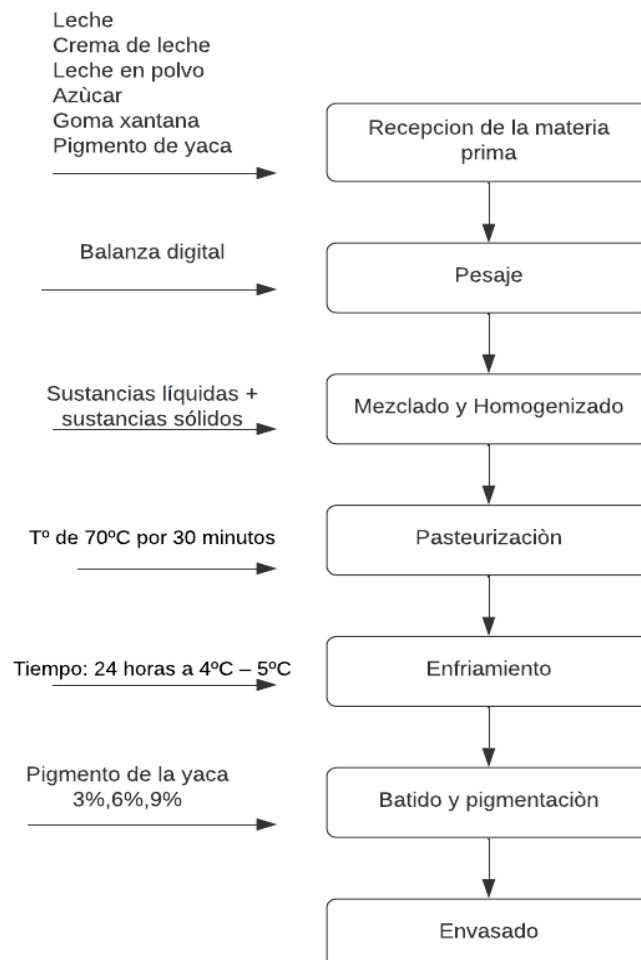 Leche
Crema de leche
Leche en polvo
Azùcar
Goma xantana
Pigmento de yaca
Recepcion de la materia
prima
Balanza digital
Pesaje
Sustancias líquidas +
sustancias sólidos
Mezclado y Homogenizado
Tº de 70ºC por 30 minutos
Pasteurizaciòn
Tiempo: 24 horas a 4ºC – 5ºC
Enfriamiento
Pigmento de la yaca
3%,6%,9%
Batido y pigmentaciòn
Envasado